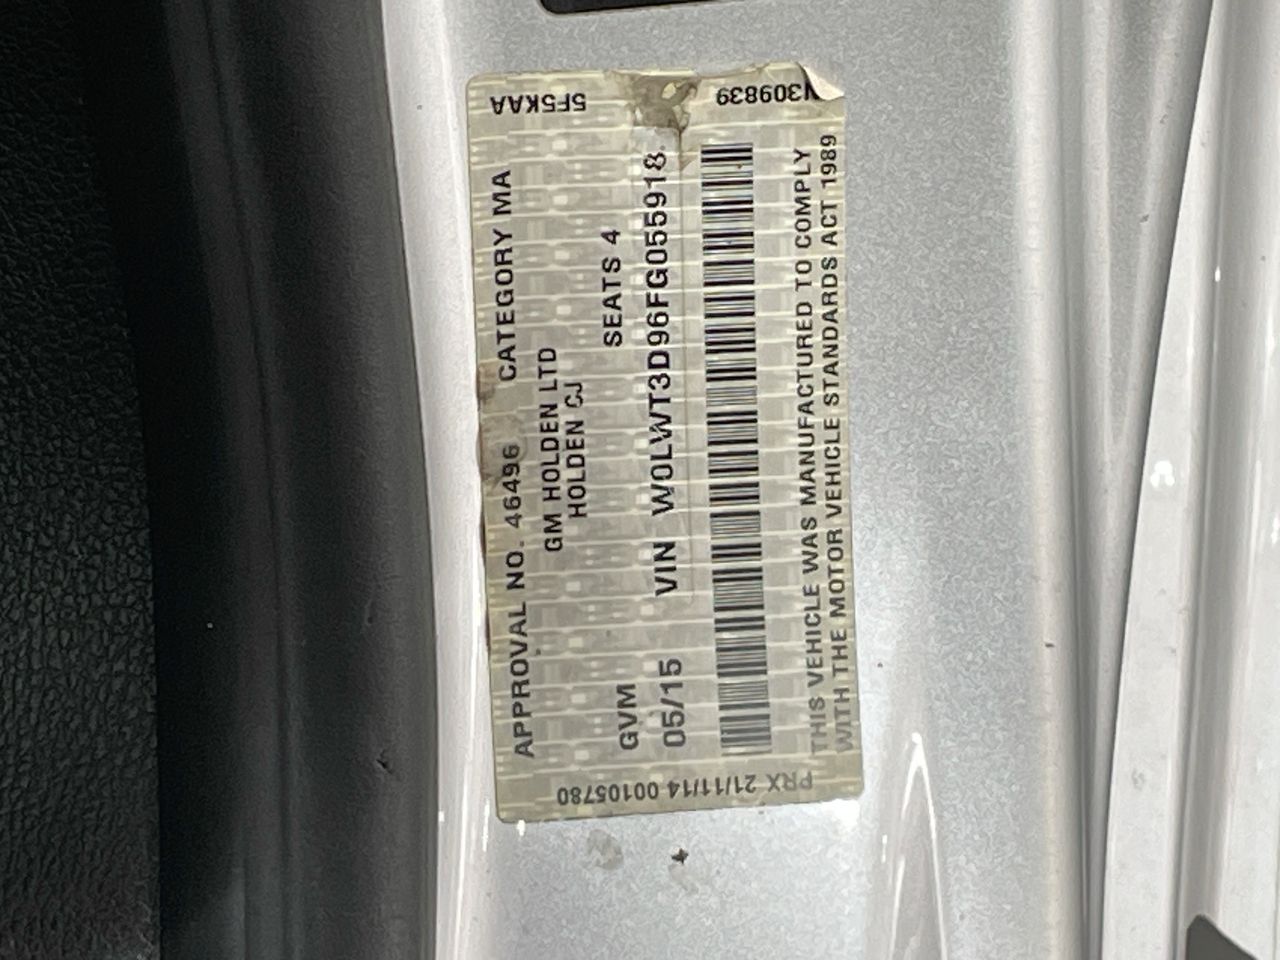 5F5KAA
N309839
APPROVAL NO. 46496 CATEGORY MA
GM HOLDEN LTD
HOLDEN CJ
GVM SEATS 4
05/15 VIN W0LWT3D96FG055918
THIS VEHICLE WAS MANUFACTURED TO COMPLY
WITH THE MOTOR VEHICLE STANDARDS ACT 1989
PRX 21/11/14 00105780